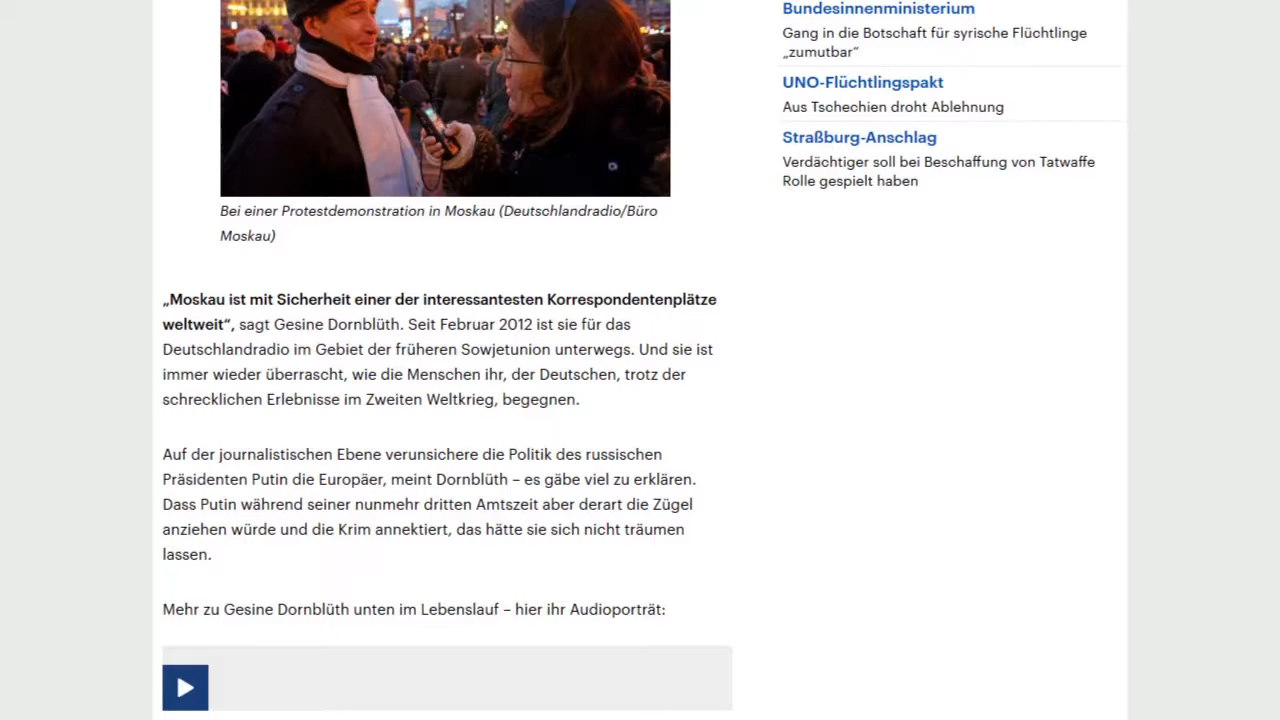 Bei einer Protestdemonstration in Moskau (Deutschlandradio/Büro
Moskau)
„Moskau ist mit Sicherheit einer der interessantesten Korrespondentenplätze
weltweit“, sagt Gesine Dornblüth. Seit Februar 2012 ist sie für das
Deutschlandradio im Gebiet der früheren Sowjetunion unterwegs. Und sie ist
immer wieder überrascht, wie die Menschen ihr, der Deutschen, trotz der
schrecklichen Erlebnisse im Zweiten Weltkrieg, begegnen.
Auf der journalistischen Ebene verunsichere die Politik des russischen
Präsidenten Putin die Europäer, meint Dornblüth – es gäbe viel zu erklären.
Dass Putin während seiner nunmehr dritten Amtszeit aber derart die Zügel
anziehen würde und die Krim annektiert, das hätte sie sich nicht träumen
lassen.
Mehr zu Gesine Dornblüth unten im Lebenslauf – hier ihr Audioporträt:
Bundesinnenministerium
Gang in die Botschaft für syrische Flüchtlinge
„zumutbar“
UNO-Flüchtlingspakt
Aus Tschechien droht Ablehnung
Straßburg-Anschlag
Verdächtiger soll bei Beschaffung von Tatwaffe
Rolle gespielt haben